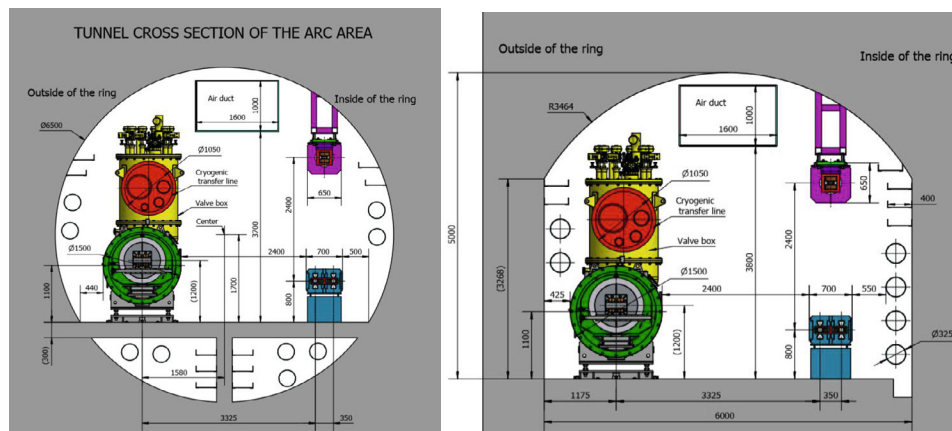 TUNNEL CROSS SECTION OF THE ARC AREA
Outside of the ring
Inside of the ring
Ø6500
Air duct
1600
1000
Ø1050
Cryogenic
transfer line
Valve box
Center
650
2400
3700
Ø1500
2400
700
500
440
1100
(1200)
1700
800
(300)
1580
3325
350
Outside of the ring
Inside of the ring
R3464
Air duct
1600
1000
Ø1050
Cryogenic
transfer line
Valve box
650
400
2400
5000
(3268)
3800
Ø1500
425
2400
700
550
1100
(1200)
800
Ø325
1175
3325
350
6000